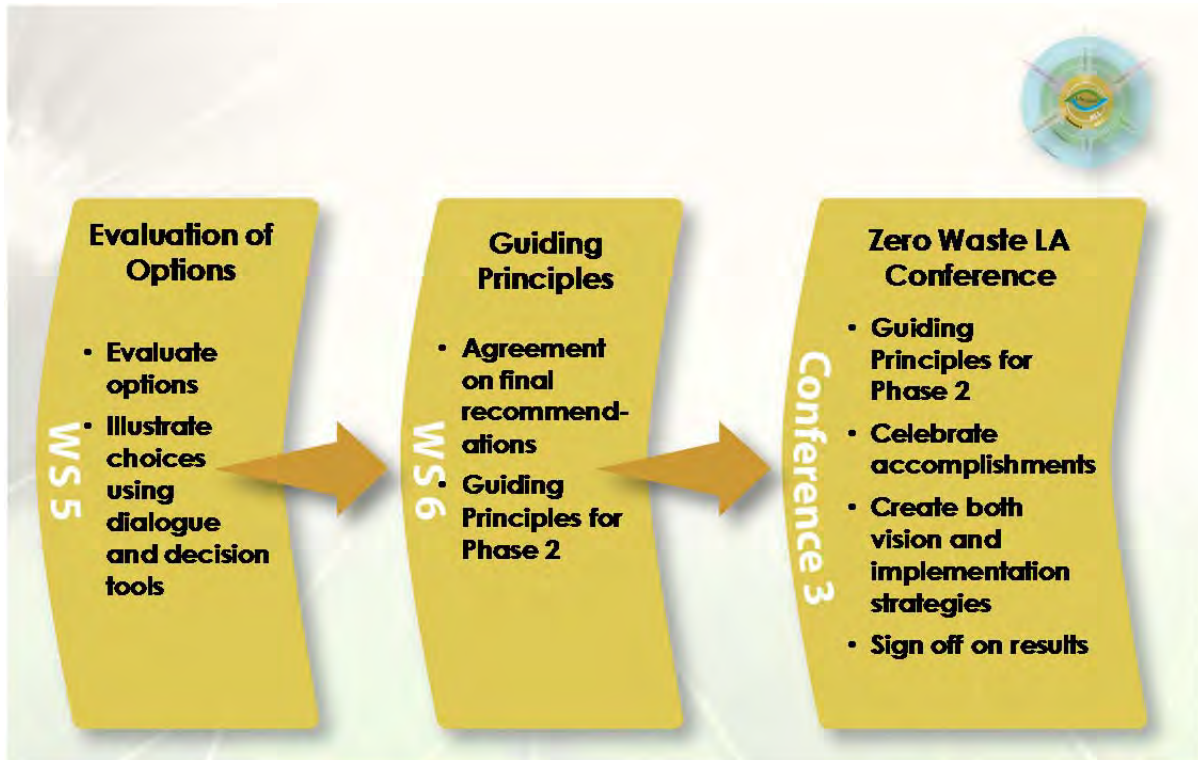 Evaluation of
Options
• Evaluate
options
• Illustrate
choices
using
dialogue
and decision
tools
WS 5
Guiding
Principles
• Agreement
on final
recommend-
ations
• Guiding
Principles for
Phase 2
WS 6
Zero Waste LA
Conference
• Guiding
Principles for
Phase 2
• Celebrate
accomplishments
• Create both
vision and
implementation
strategies
• Sign off on results
Conference 3